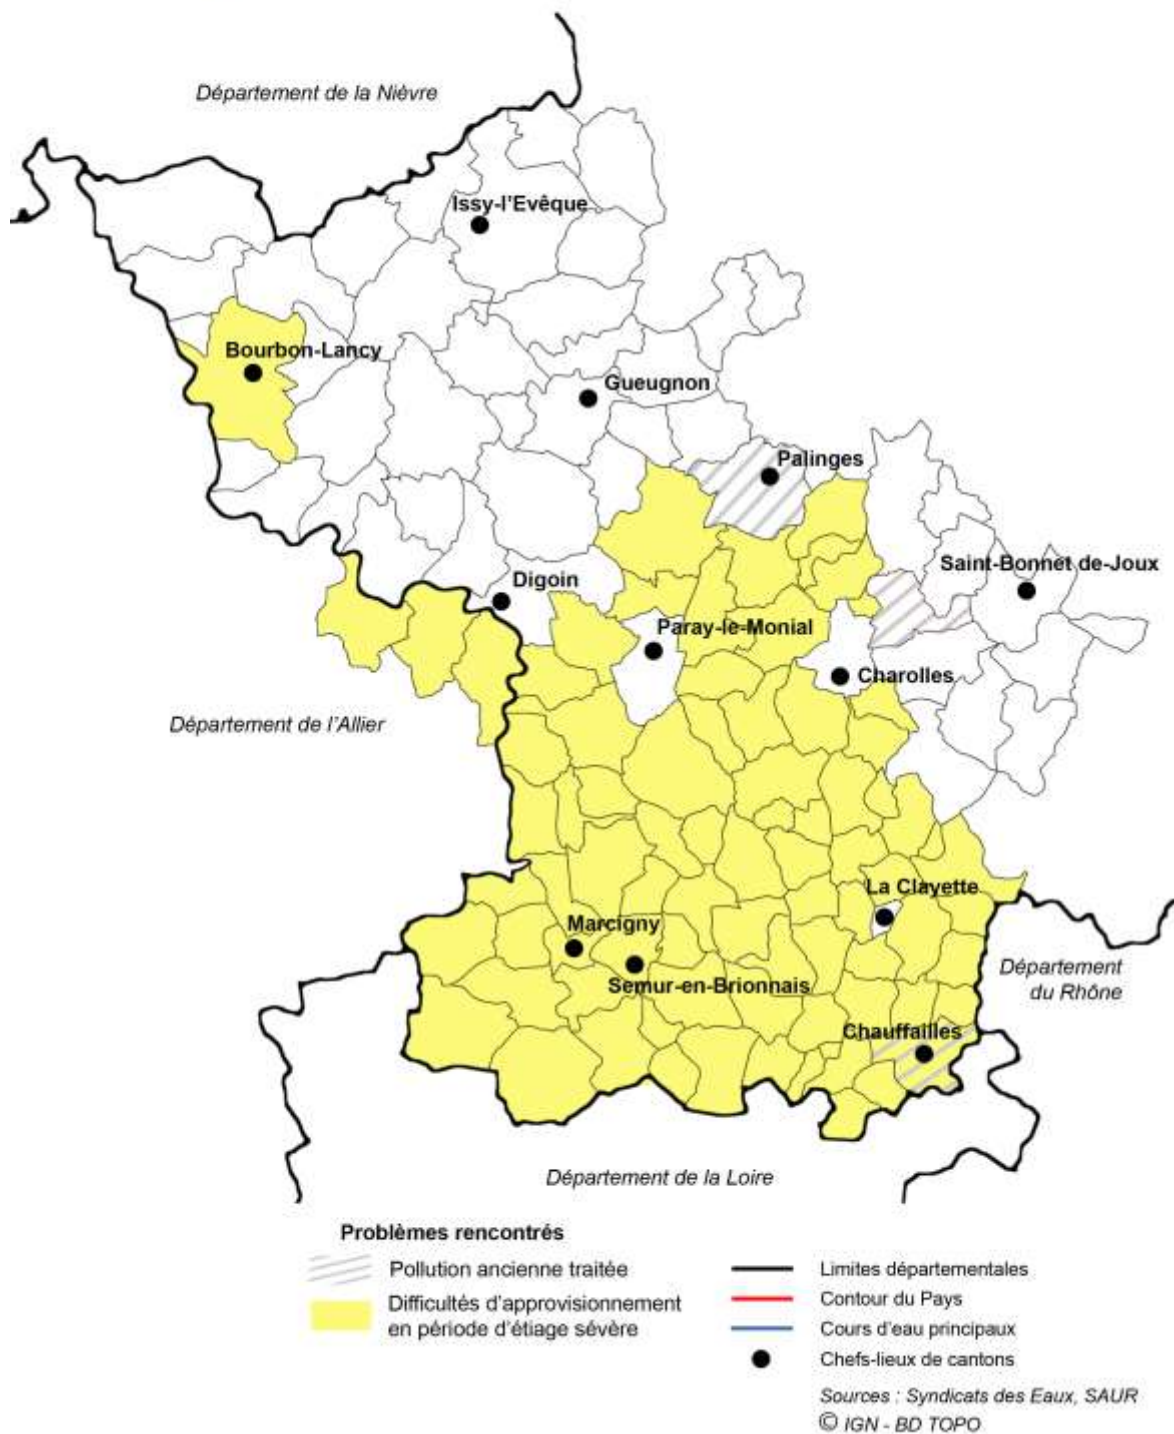 Département de la Nièvre
Issy-l'Evêque
Bourbon-Lancy
Gueugnon
Palinges
Saint-Bonnet de-Joux
Digoin
Paray-le-Monial
Charolles
Département de l'Allier
La Clayette
Marcigny
Semur-en-Brionnais
Département
du Rhône
Chauffailles
Département de la Loire
Problèmes rencontrés
Pollution ancienne traitée
Difficultés d'approvisionnement
en période d'étiage sévère
Limites départementales
Contour du Pays
Cours d'eau principaux
Chefs-lieux de cantons
Sources : Syndicats des Eaux, SAUR
© IGN - BD TOPO